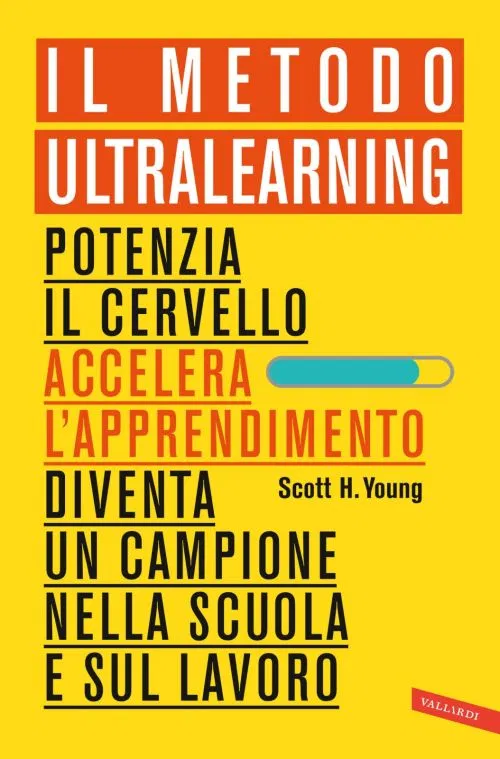 IL METODO
ULTRALEARNING
POTENZIA
IL CERVELLO
ACCELERA
L'APPRENDIMENTO
DIVENTA
Scott H. Young
UN CAMPIONE
NELLA SCUOLA
E SUL LAVORO
VALLARDI